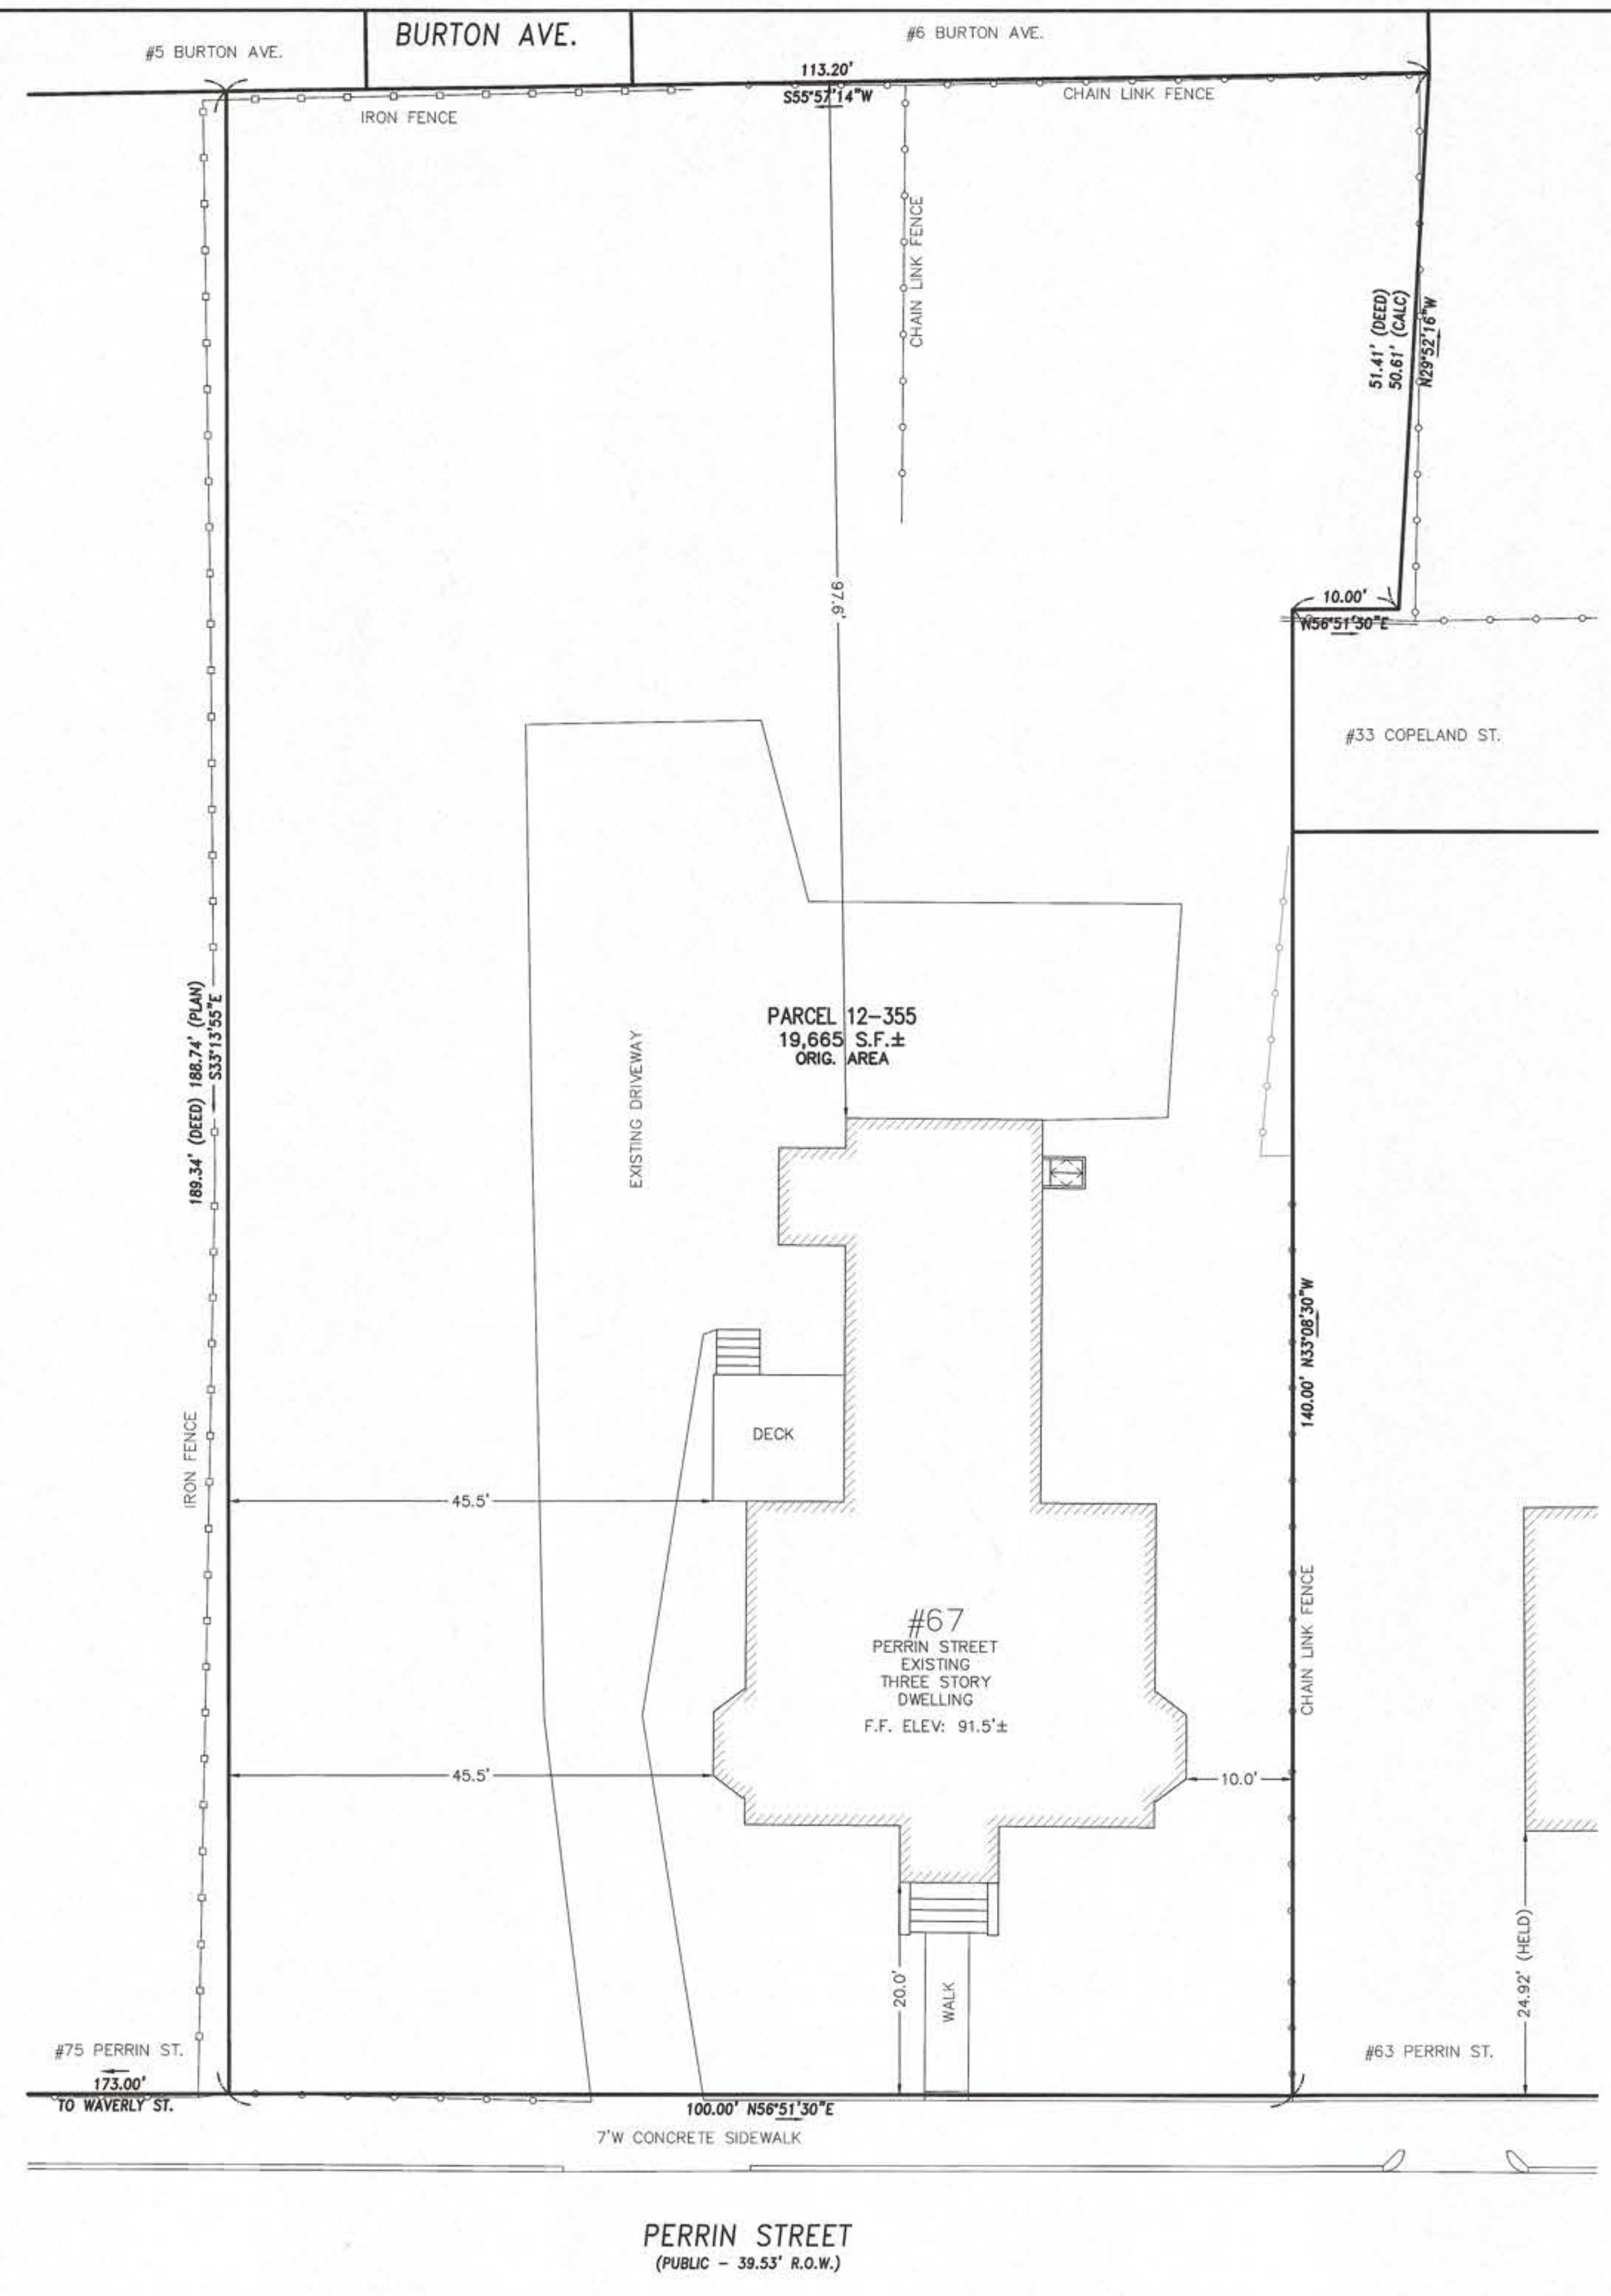 #5 BURTON AVE.
BURTON AVE.
#6 BURTON AVE.
113.20'
S55°57'14"W
IRON FENCE
CHAIN LINK FENCE
CHAIN LINK FENCE
51.41' (DEED)
50.61' (CALC)
N29°52'16"W
97.6'
10.00'
N56°51'30"E
#33 COPELAND ST.
189.34' (DEED) 188.74' (PLAN)
S33°13'55"E
EXISTING DRIVEWAY
PARCEL 12-355
19,665 S.F.±
ORIG. AREA
140.00' N33°08'30"W
IRON FENCE
DECK
45.5'
CHAIN LINK FENCE
#67
PERRIN STREET
EXISTING
THREE STORY
DWELLING
F.F. ELEV: 91.5'±
45.5'
10.0'
20.0'
WALK
24.92' (HELD)
#75 PERRIN ST.
#63 PERRIN ST.
173.00'
TO WAVERLY ST.
100.00' N56°51'30"E
7'W CONCRETE SIDEWALK
PERRIN STREET
(PUBLIC - 39.53' R.O.W.)